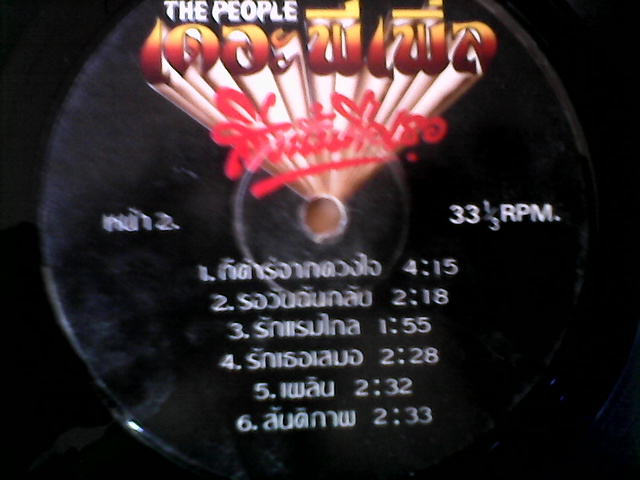 THE PEOPLE
เดอะพีเพิ่ล
หน้า 2.
33 1/3 RPM.
1. กีต้าร์จากดวงใจ 4:15
2. รอวันฉันกลับ 2:18
3. รักแรมไกล 1:55
4. รักเธอเสมอ 2:28
5. เพลิน 2:32
6. สันติภาพ 2:33